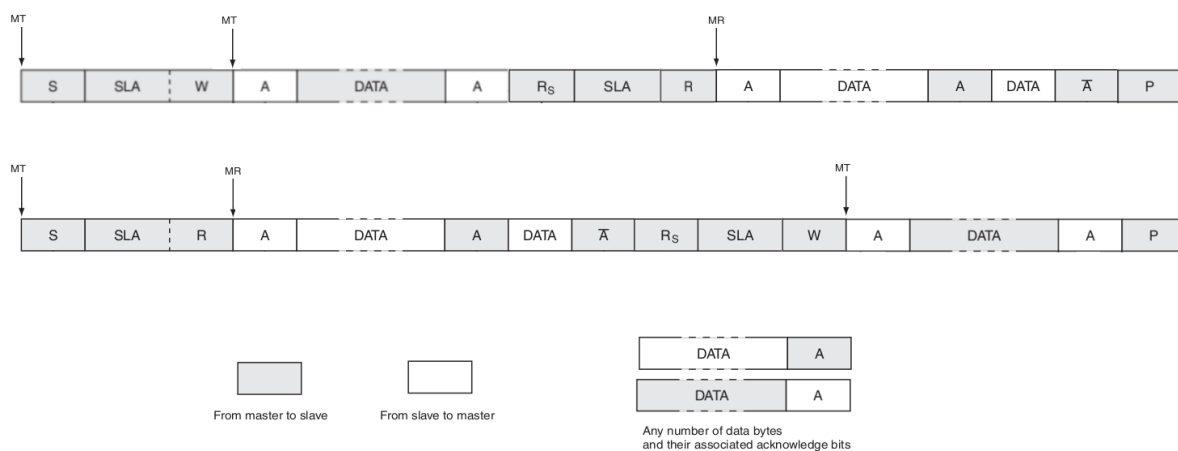 MT MT MR
S SLA W A DATA A RS SLA R A DATA A DATA A̅ P
MT MR MT
S SLA R A DATA A DATA A̅ RS SLA W A DATA A P
DATA A
DATA A
From master to slave From slave to master
Any number of data bytes
and their associated acknowledge bits